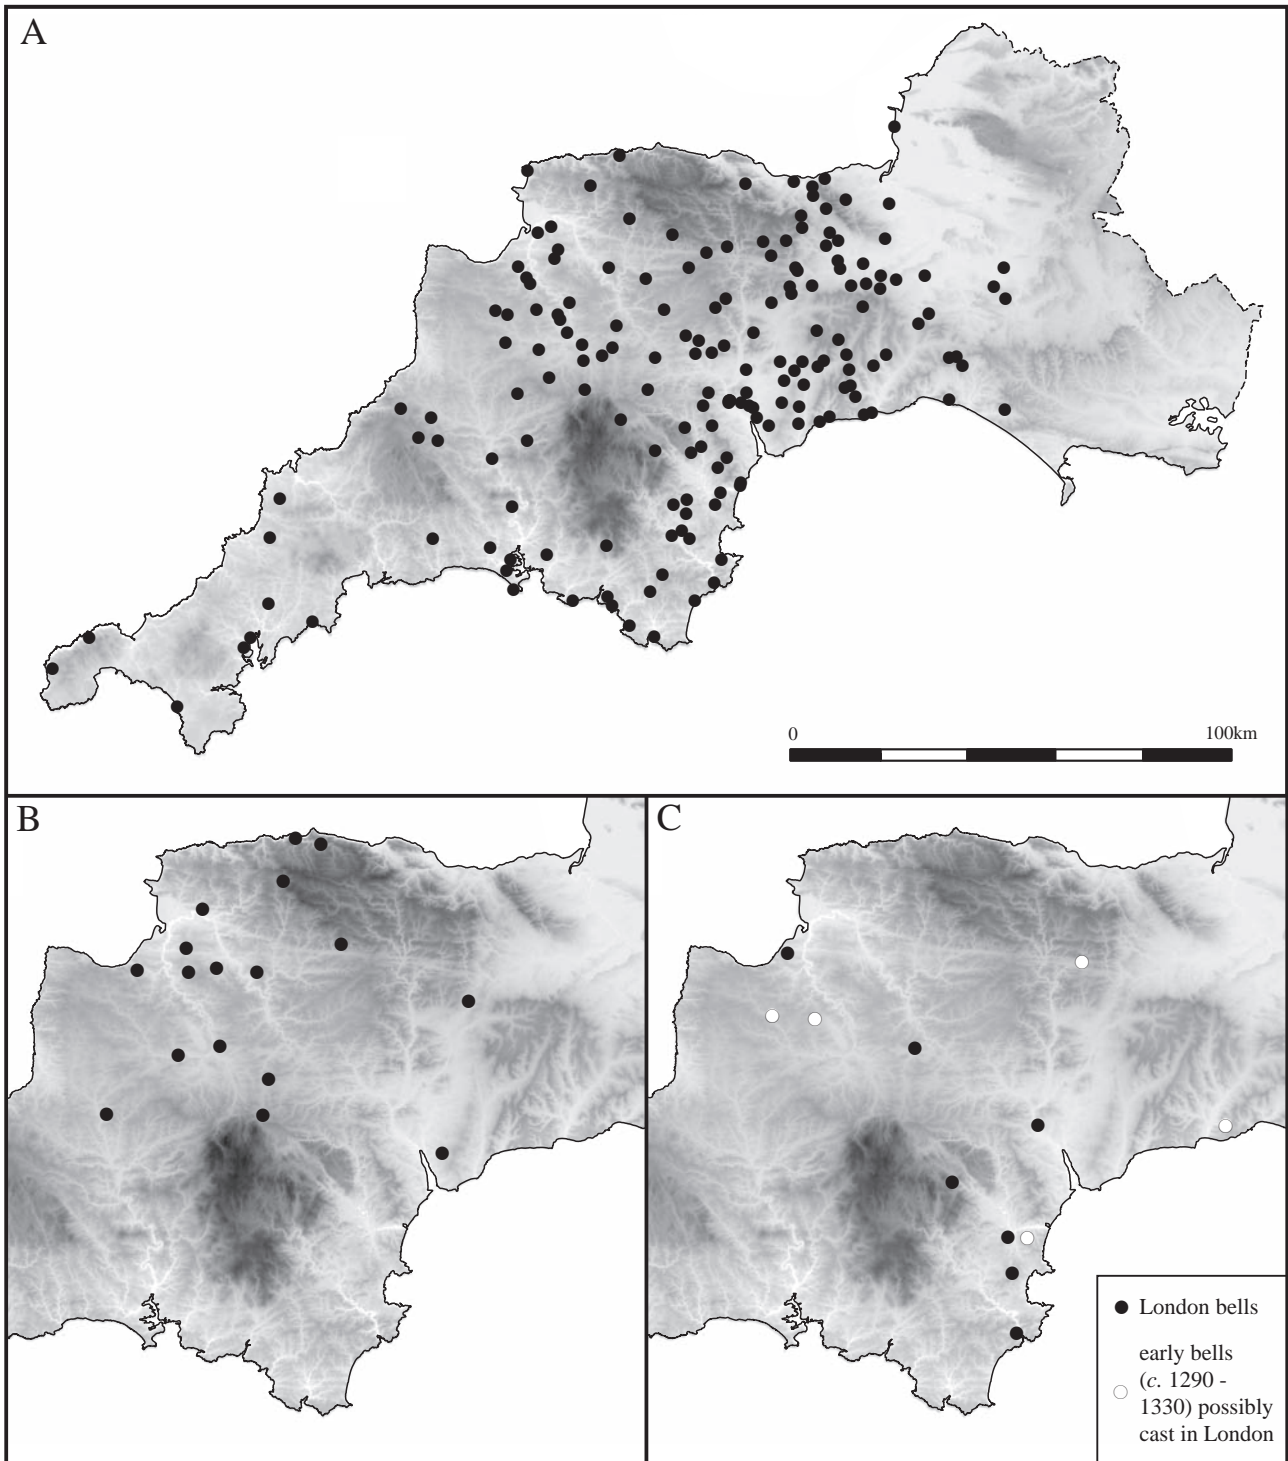 A
0 100km
B
C
London bells
early bells
(c. 1290 -
1330) possibly
cast in London